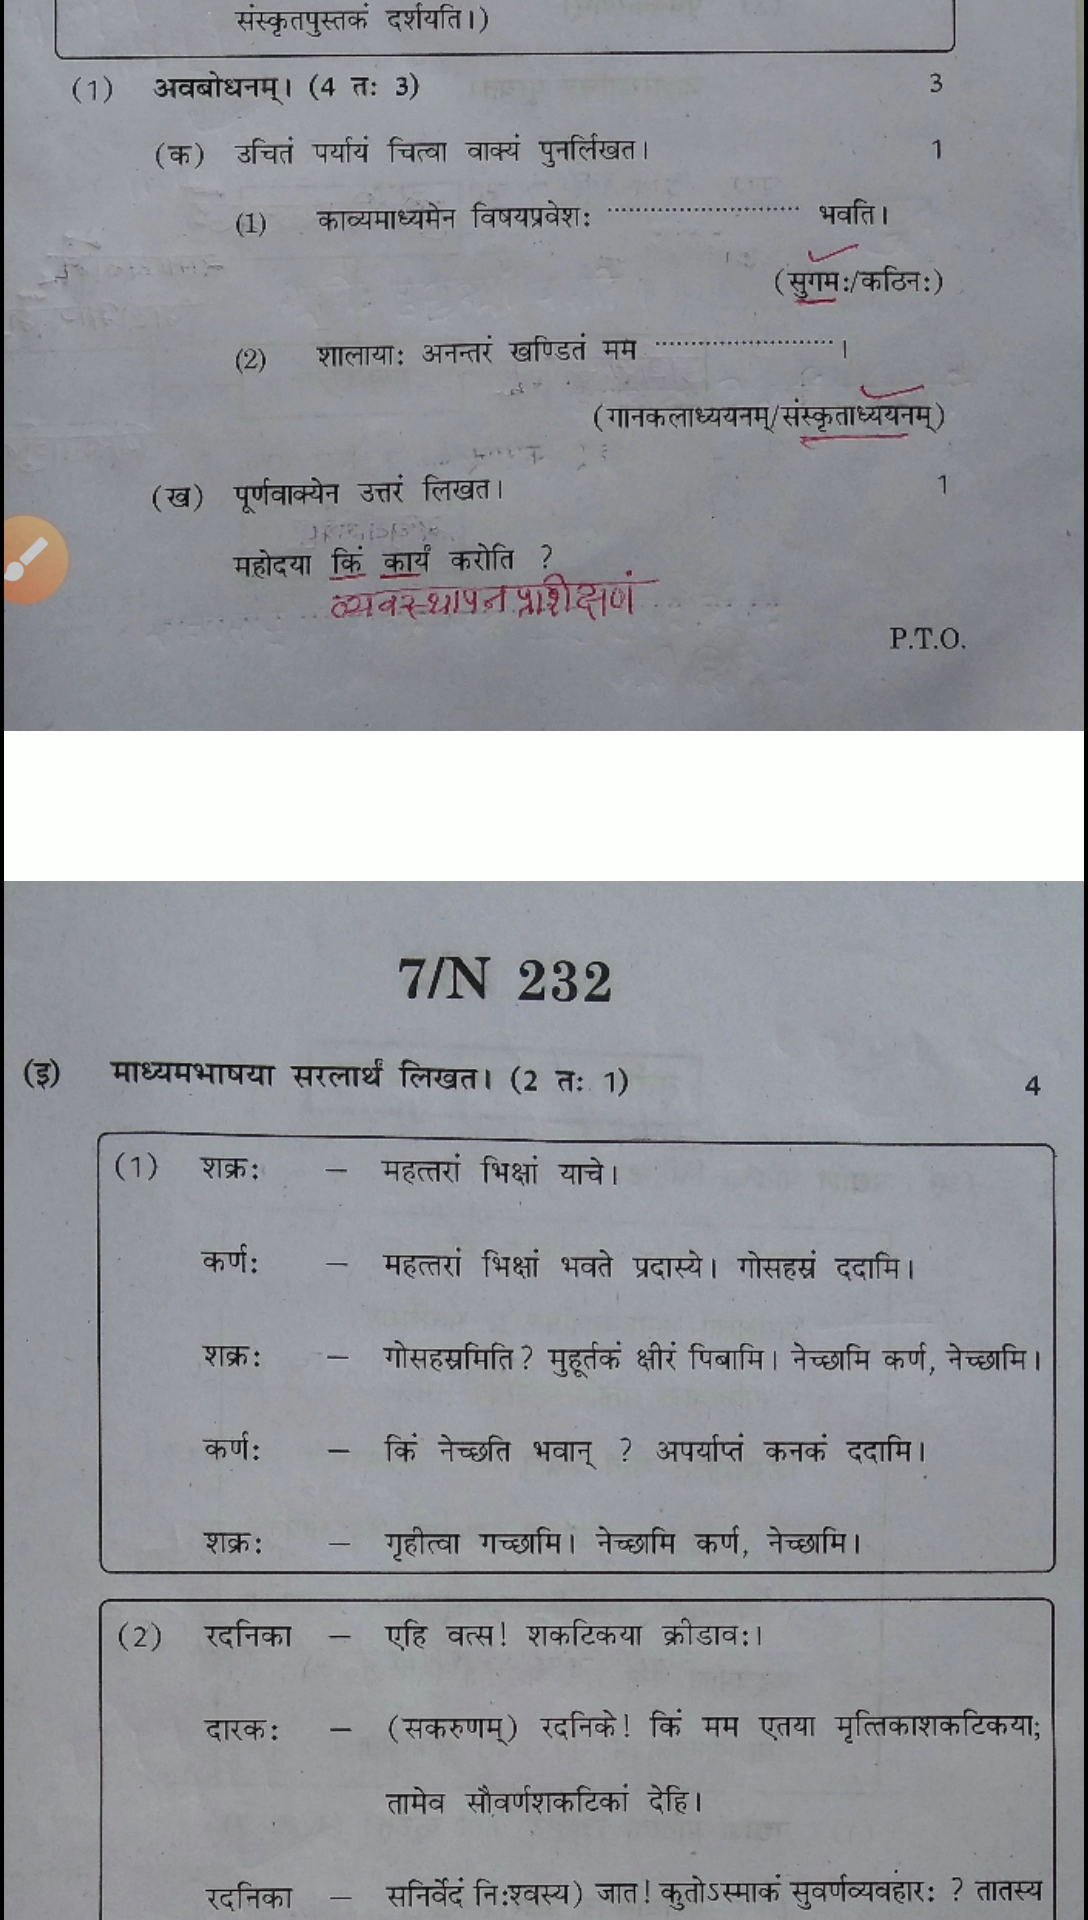 संस्कृतपुस्तकं दर्शयति।)
(1) अवबोधनम्। (4 तः 3) 3
(क) उचितं पर्यायं चित्वा वाक्यं पुनर्लिखत। 1
(1) काव्यमाध्यमेन विषयप्रवेशः ........................ भवति।
(सुगमः/कठिनः)
(2) शालायाः अनन्तरं खण्डितं मम ........................ ।
(गानकलाध्ययनम्/संस्कृताध्ययनम्)
(ख) पूर्णवाक्येन उत्तरं लिखत। 1
महोदया किं कार्यं करोति ?
व्यवस्थापनप्रशिक्षणं
P.T.O.
7/N 232
(इ) माध्यमभाषया सरलार्थं लिखत। (2 तः 1) 4
(1) शक्रः – महत्तरां भिक्षां याचे।
कर्णः – महत्तरां भिक्षां भवते प्रदास्ये। गोसहस्रं ददामि।
शक्रः – गोसहस्रमिति? मुहूर्तकं क्षीरं पिबामि। नेच्छामि कर्ण, नेच्छामि।
कर्णः – किं नेच्छति भवान् ? अपर्याप्तं कनकं ददामि।
शक्रः – गृहीत्वा गच्छामि। नेच्छामि कर्ण, नेच्छामि।
(2) रदनिका – एहि वत्स! शकटिकया क्रीडावः।
दारकः – (सकरुणम्) रदनिके! किं मम एतया मृत्तिकाशकटिकया;
तामेव सौवर्णशकटिकां देहि।
रदनिका – सनिर्वेदं निःश्वस्य) जात! कुतोऽस्माकं सुवर्णव्यवहारः ? तातस्य